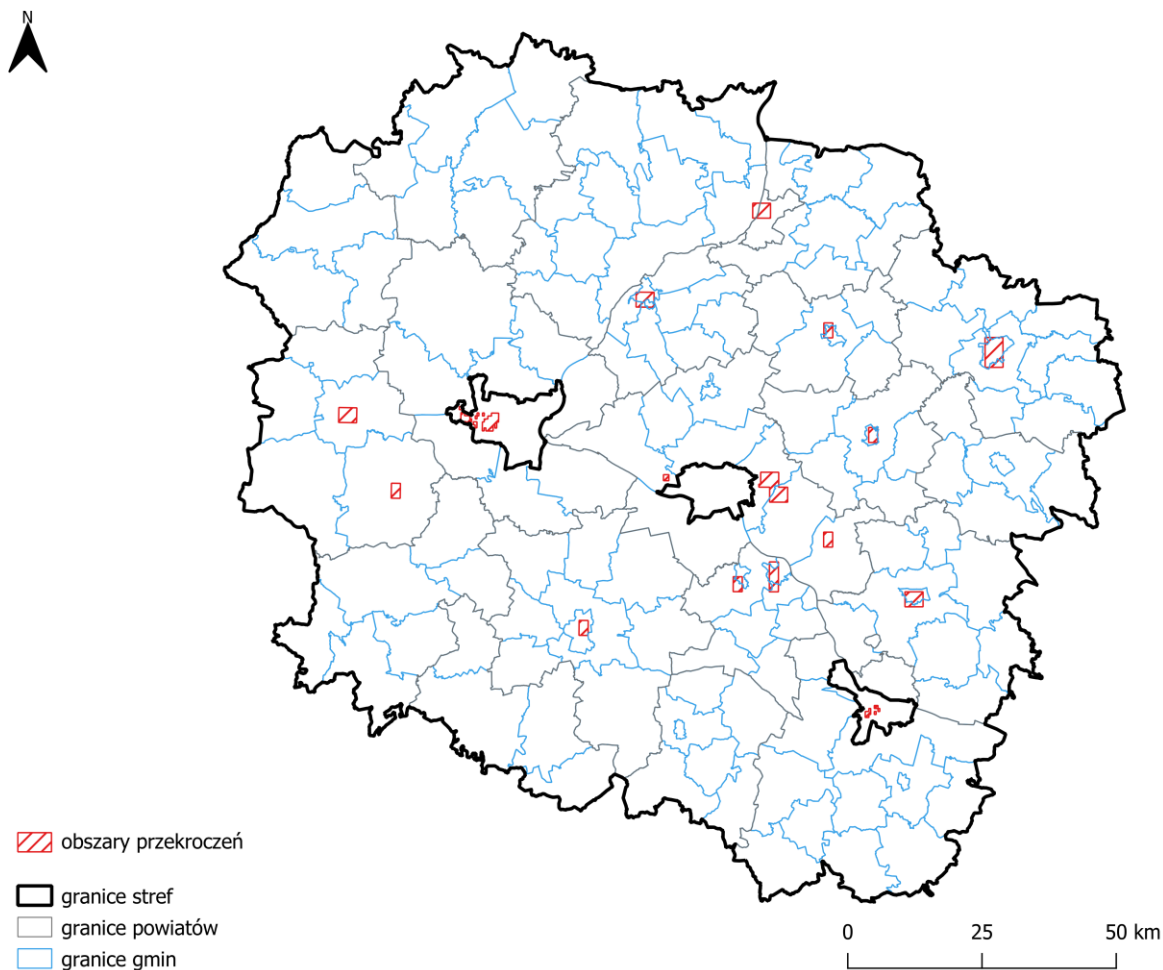 N
obszary przekroczeń
granice stref
granice powiatów
granice gmin
0 25 50 km